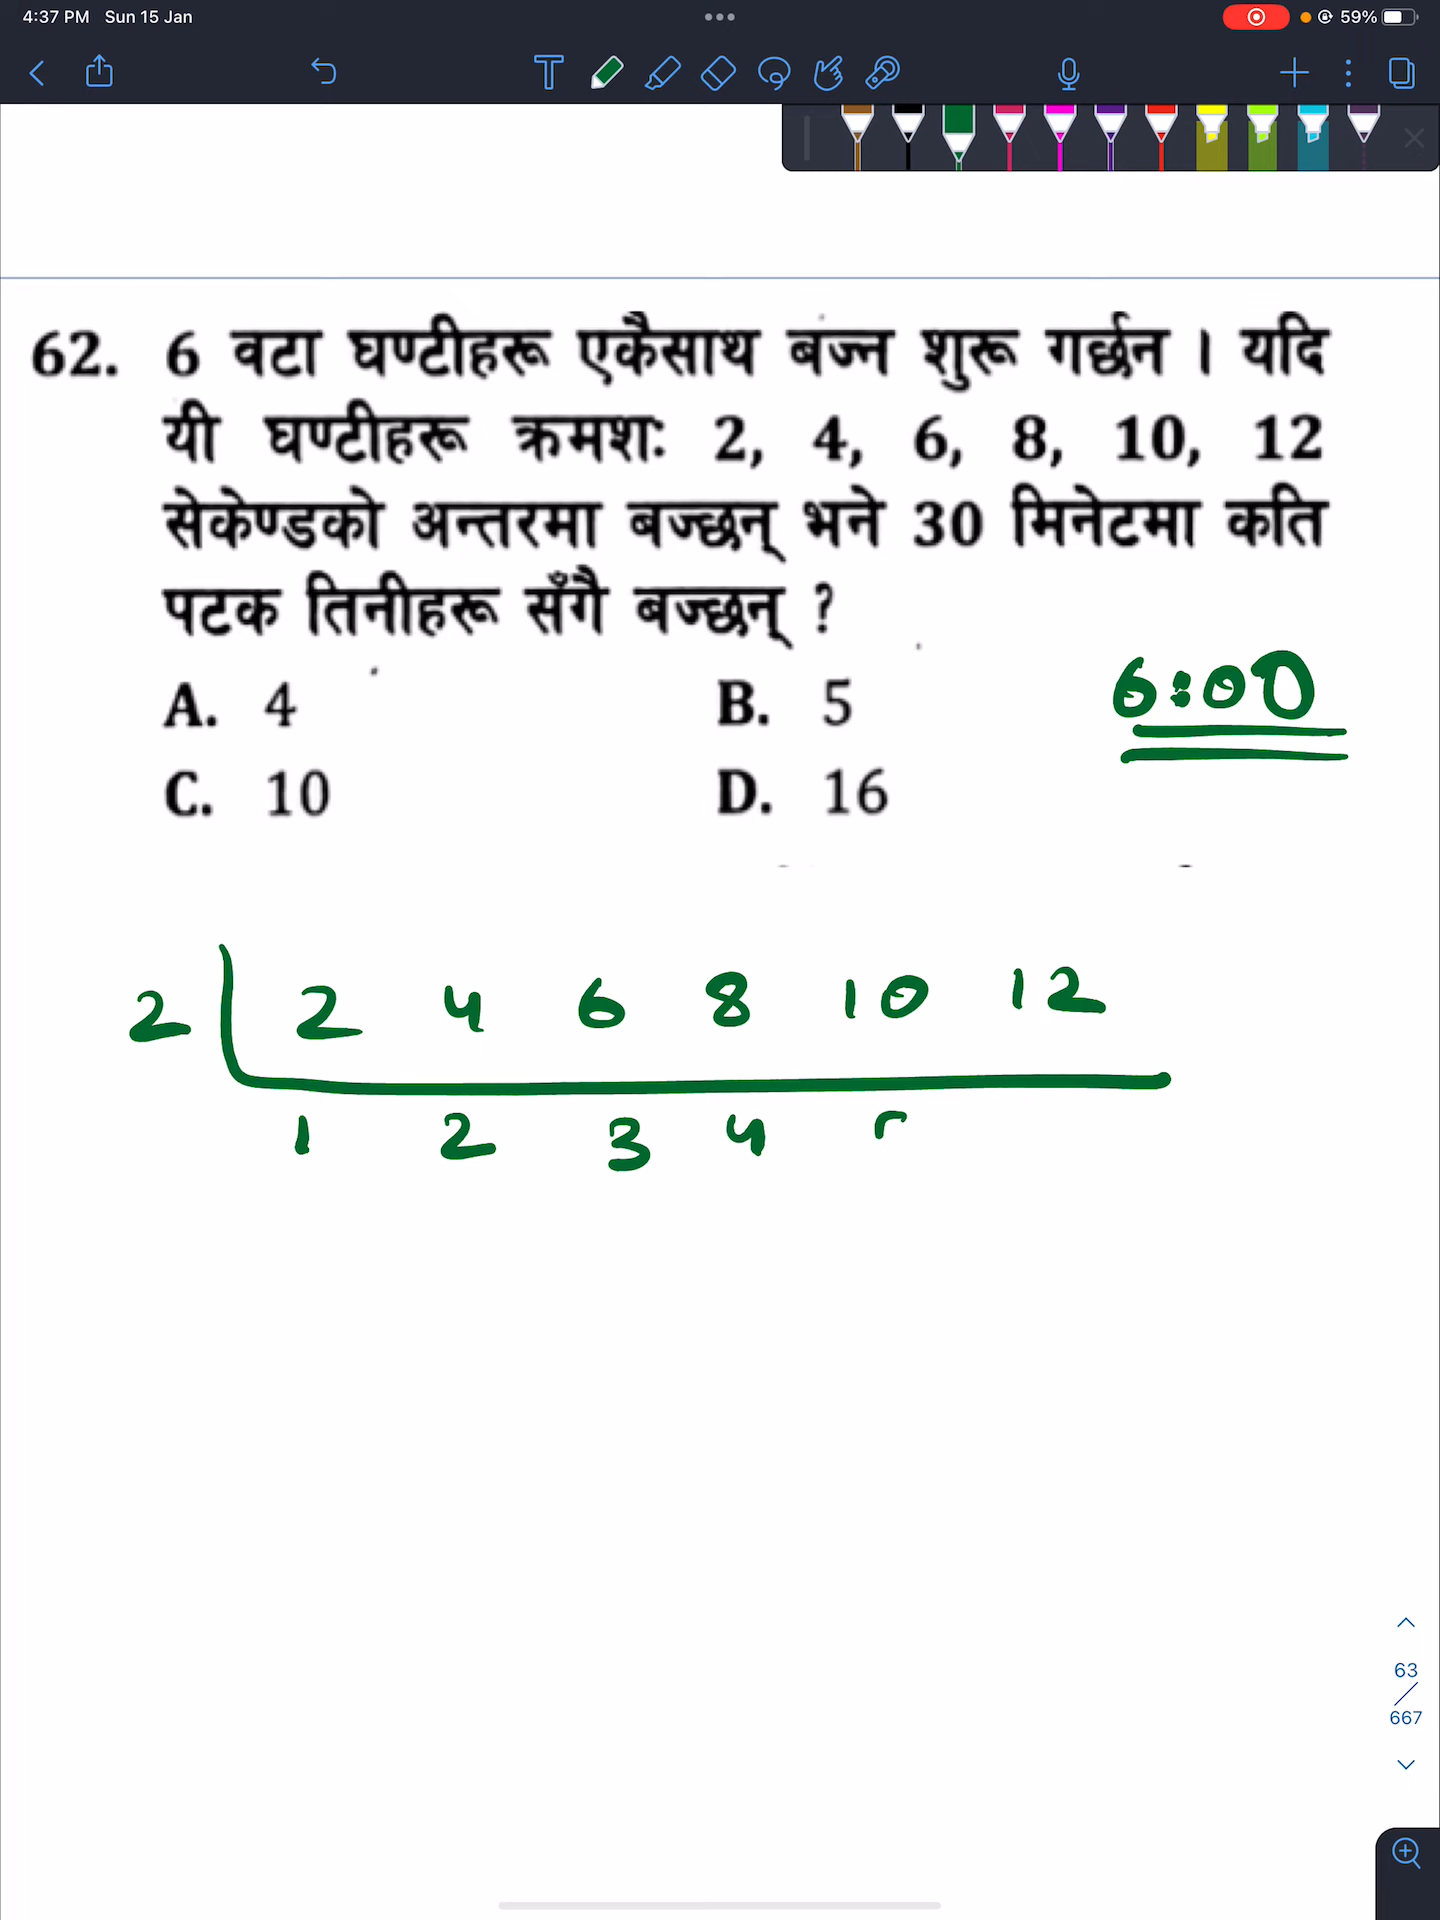 4:37 PM Sun 15 Jan
59%
62. 6 वटा घण्टीहरू एकैसाथ बज्न शुरू गर्छन । यदि
यी घण्टीहरू क्रमशः 2, 4, 6, 8, 10, 12
सेकेण्डको अन्तरमा बज्छन् भने 30 मिनेटमा कति
पटक तिनीहरू सँगै बज्छन् ?
A. 4 B. 5
C. 10 D. 16
6:00
2 2 4 6 8 10 12
1 2 3 4
63
667